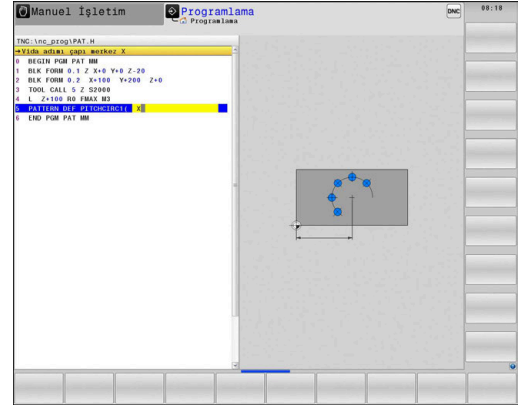 Manuel İşletim
Programlama
Programlama
DNC
08:18
TNC:\nc_prog\PAT.H
→Vida adımı çapı merkez X
0 BEGIN PGM PAT MM
1 BLK FORM 0.1 Z X+0 Y+0 Z-20
2 BLK FORM 0.2 X+100 Y+200 Z+0
3 TOOL CALL 5 Z S2000
4 L Z+100 R0 FMAX M3
5 PATTERN DEF PITCHCIRC1( X
6 END PGM PAT MM